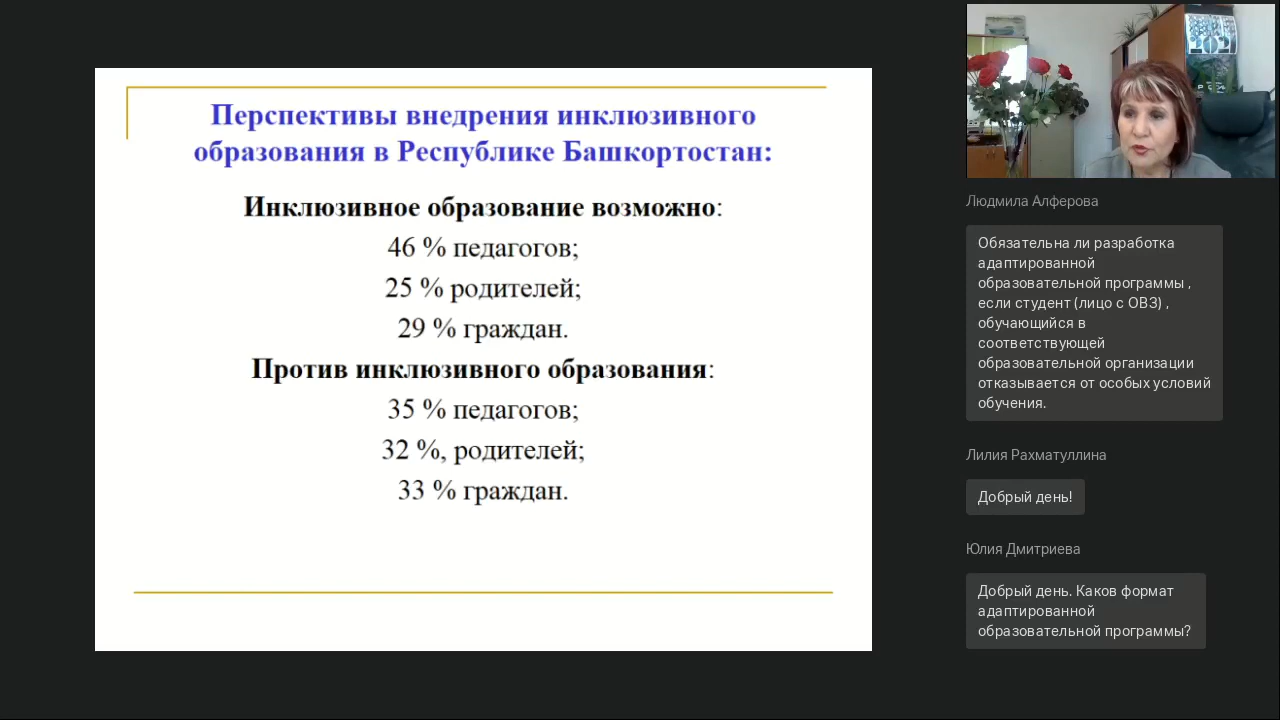 Перспективы внедрения инклюзивного
образования в Республике Башкортостан:
Инклюзивное образование возможно:
46 % педагогов;
25 % родителей;
29 % граждан.
Против инклюзивного образования:
35 % педагогов;
32 %, родителей;
33 % граждан.
Людмила Алферова
Обязательна ли разработка
адаптированной
образовательной программы ,
если студент (лицо с ОВЗ) ,
обучающийся в
соответствующей
образовательной организации
отказывается от особых условий
обучения.
Лилия Рахматуллина
Добрый день!
Юлия Дмитриева
Добрый день. Каков формат
адаптированной
образовательной программы?